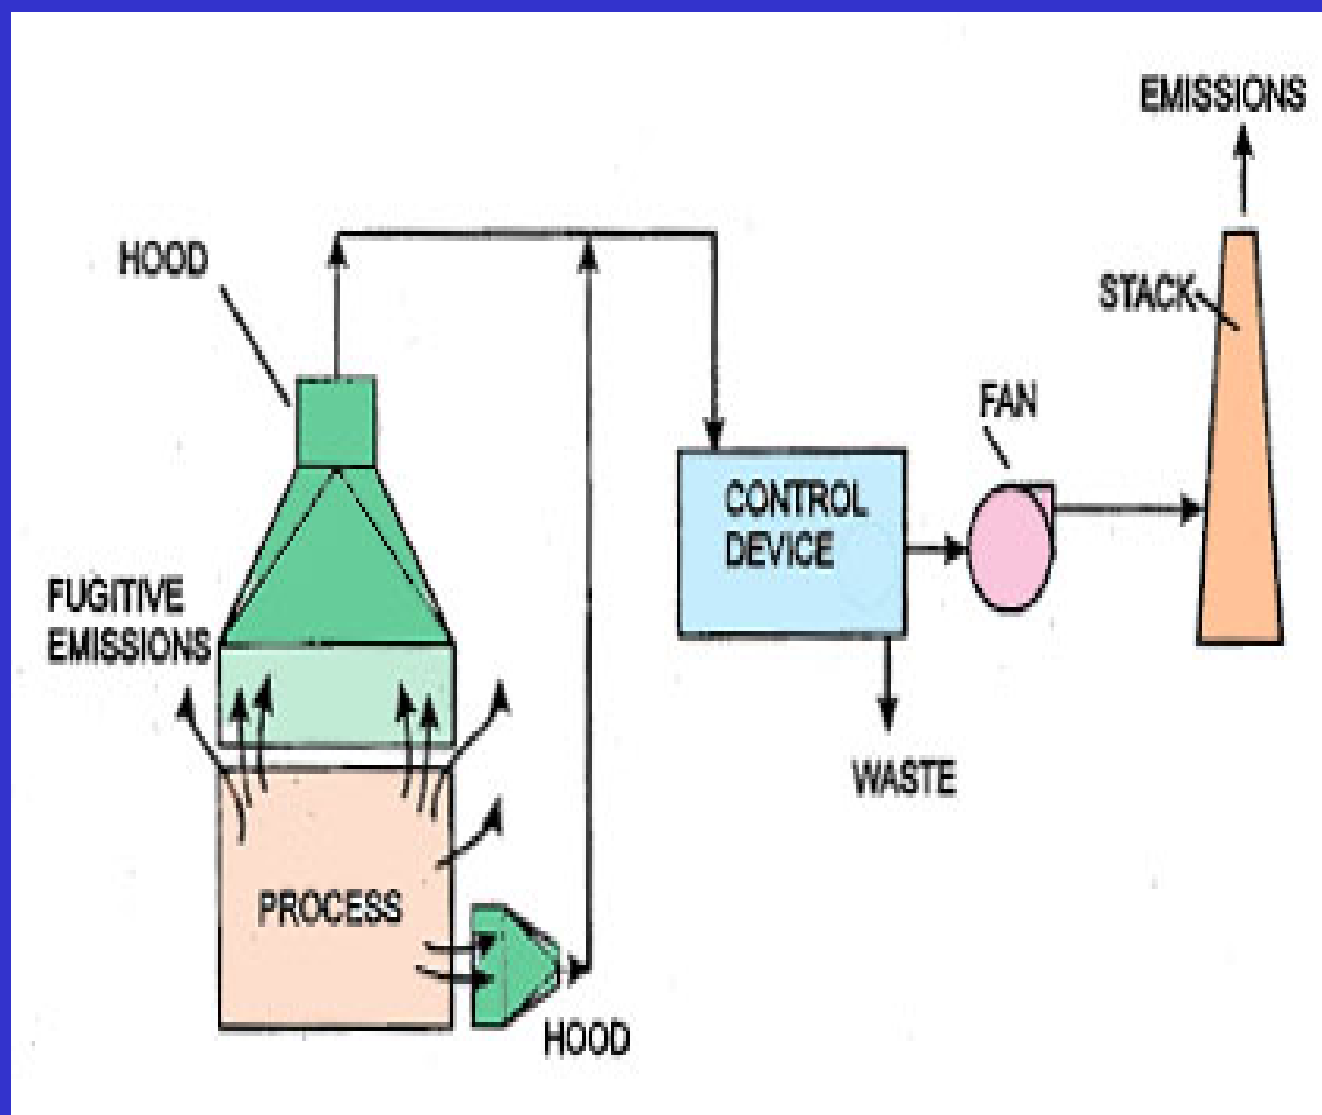 EMISSIONS
HOOD
STACK
FAN
CONTROL
DEVICE
FUGITIVE
EMISSIONS
WASTE
PROCESS
HOOD